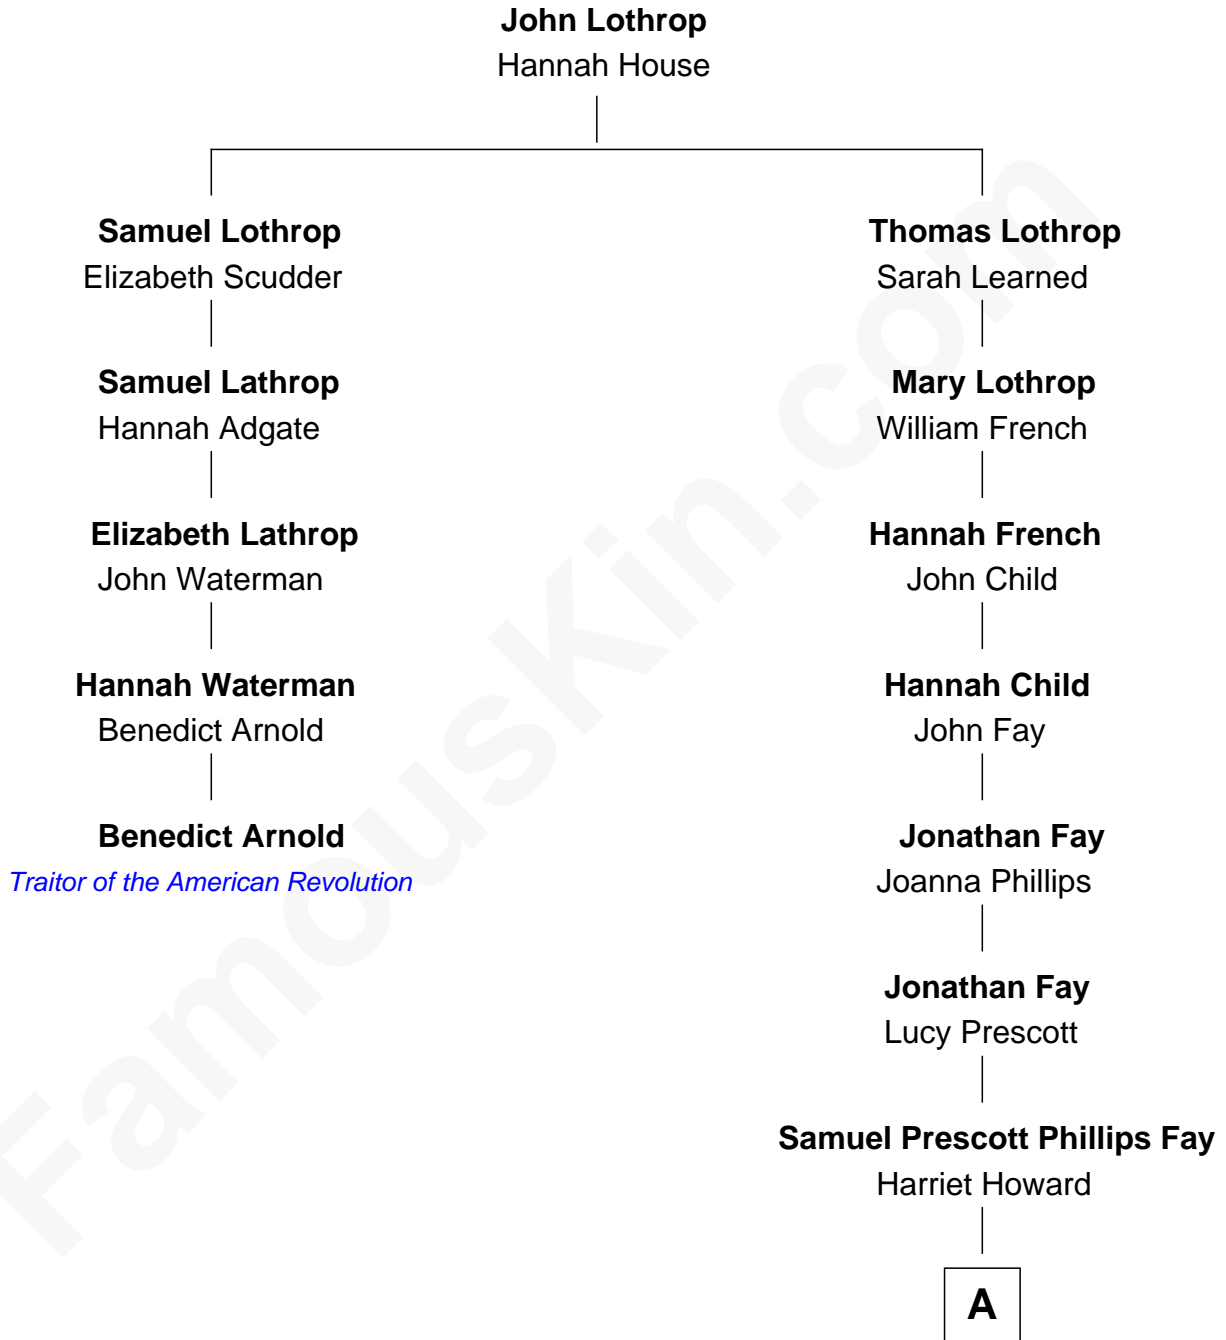 John Lothrop
Hannah House
Samuel Lothrop
Elizabeth Scudder
Thomas Lothrop
Sarah Learned
Samuel Lathrop
Hannah Adgate
Mary Lothrop
William French
Elizabeth Lathrop
John Waterman
Hannah French
John Child
Hannah Waterman
Benedict Arnold
Hannah Child
John Fay
Benedict Arnold
Traitor of the American Revolution
Jonathan Fay
Joanna Phillips
Jonathan Fay
Lucy Prescott
Samuel Prescott Phillips Fay
Harriet Howard
A
FamousKin.com